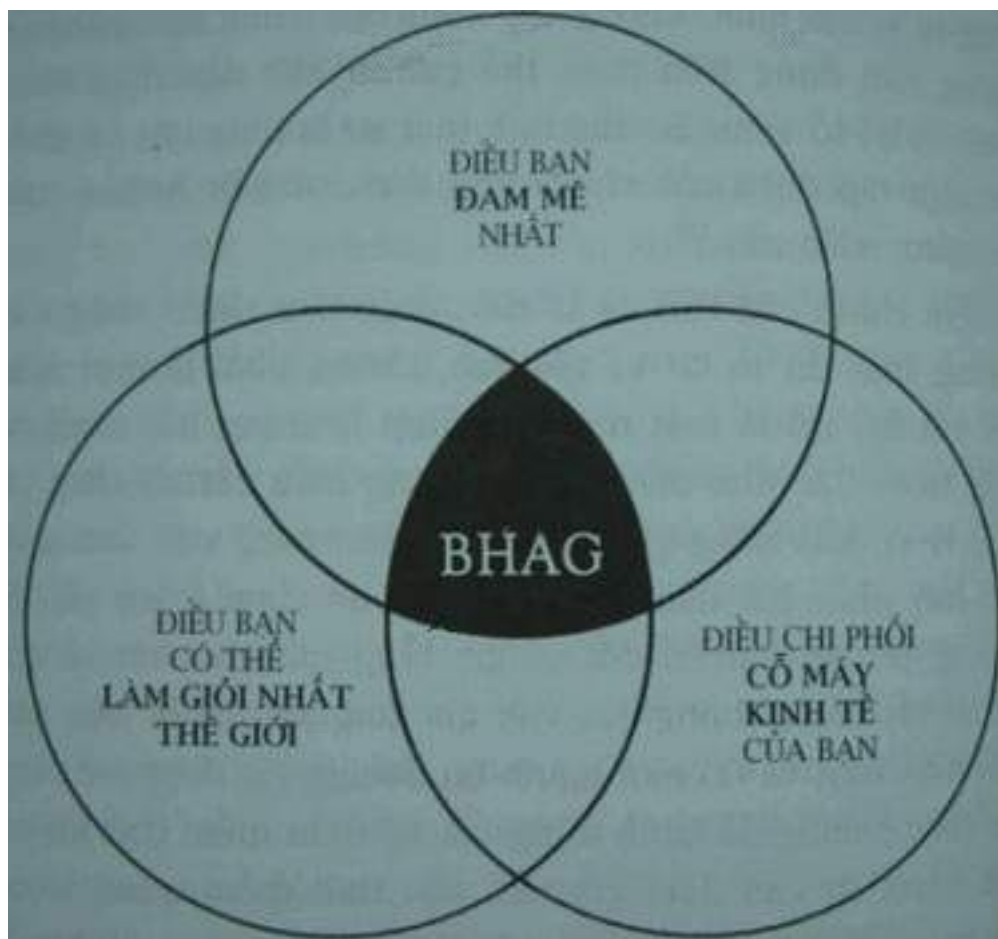 ĐIỀU BẠN
ĐAM MÊ
NHẤT
BHAG
ĐIỀU BẠN
CÓ THỂ
LÀM GIỎI NHẤT
THẾ GIỚI
ĐIỀU CHI PHỐI
CỖ MÁY
KINH TẾ
CỦA BẠN